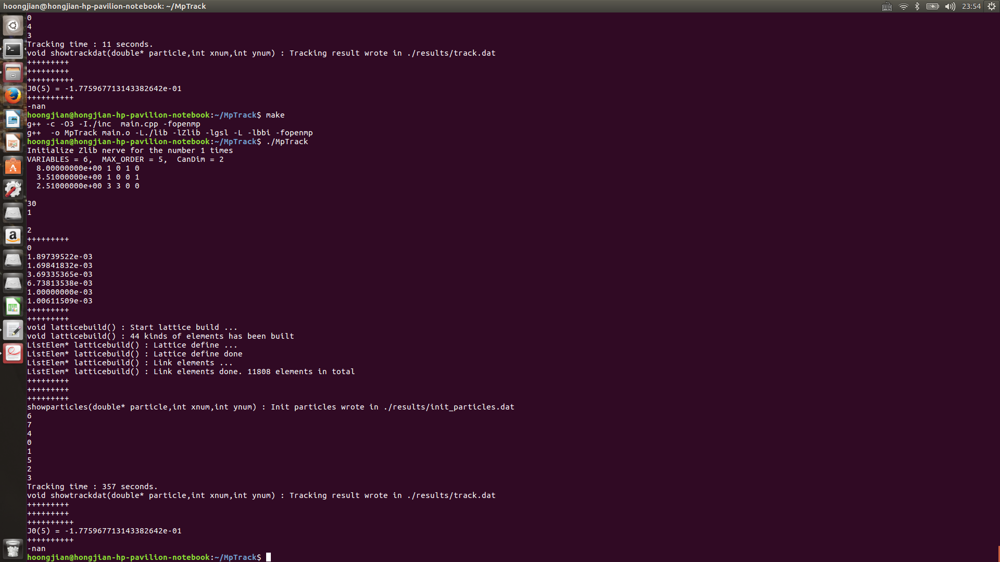 hoongjian@hongjian-hp-pavilion-notebook: ~/MpTrack
23:54
0
4
3
Tracking time : 11 seconds.
void showtrackdat(double* particle,int xnum,int ynum) : Tracking result wrote in ./results/track.dat
+++++++++
+++++++++
++++++++++
J0(5) = -1.775967713143382642e-01
++++++++++
-nan
hoongjian@hongjian-hp-pavilion-notebook:~/MpTrack$ make
g++ -c -O3 -I./inc  main.cpp -fopenmp
g++  -o MpTrack main.o -L./lib -lZlib -lgsl -L -lbbi -fopenmp
hoongjian@hongjian-hp-pavilion-notebook:~/MpTrack$ ./MpTrack
Initialize Zlib nerve for the number 1 times
VARIABLES = 6,  MAX_ORDER = 5,  CanDim = 2
  8.00000000e+00 1 0 1 0
  3.51000000e+00 1 0 0 1
  2.51000000e+00 3 3 0 0
30
1
2
+++++++++
0
1.89739522e-03
1.69841832e-03
3.69335365e-03
6.73813538e-03
1.00000000e-03
1.00611509e-03
+++++++++
+++++++++
void latticebuild() : Start lattice build ...
void latticebuild() : 44 kinds of elements has been built
ListElem* latticebuild() : Lattice define ...
ListElem* latticebuild() : Lattice define done
ListElem* latticebuild() : Link elements ...
ListElem* latticebuild() : Link elements done. 11808 elements in total
+++++++++
+++++++++
+++++++++
showparticles(double* particle,int xnum,int ynum) : Init particles wrote in ./results/init_particles.dat
6
7
4
0
1
5
2
3
Tracking time : 357 seconds.
void showtrackdat(double* particle,int xnum,int ynum) : Tracking result wrote in ./results/track.dat
+++++++++
+++++++++
++++++++++
J0(5) = -1.775967713143382642e-01
++++++++++
-nan
hoongjian@hongjian-hp-pavilion-notebook:~/MpTrack$